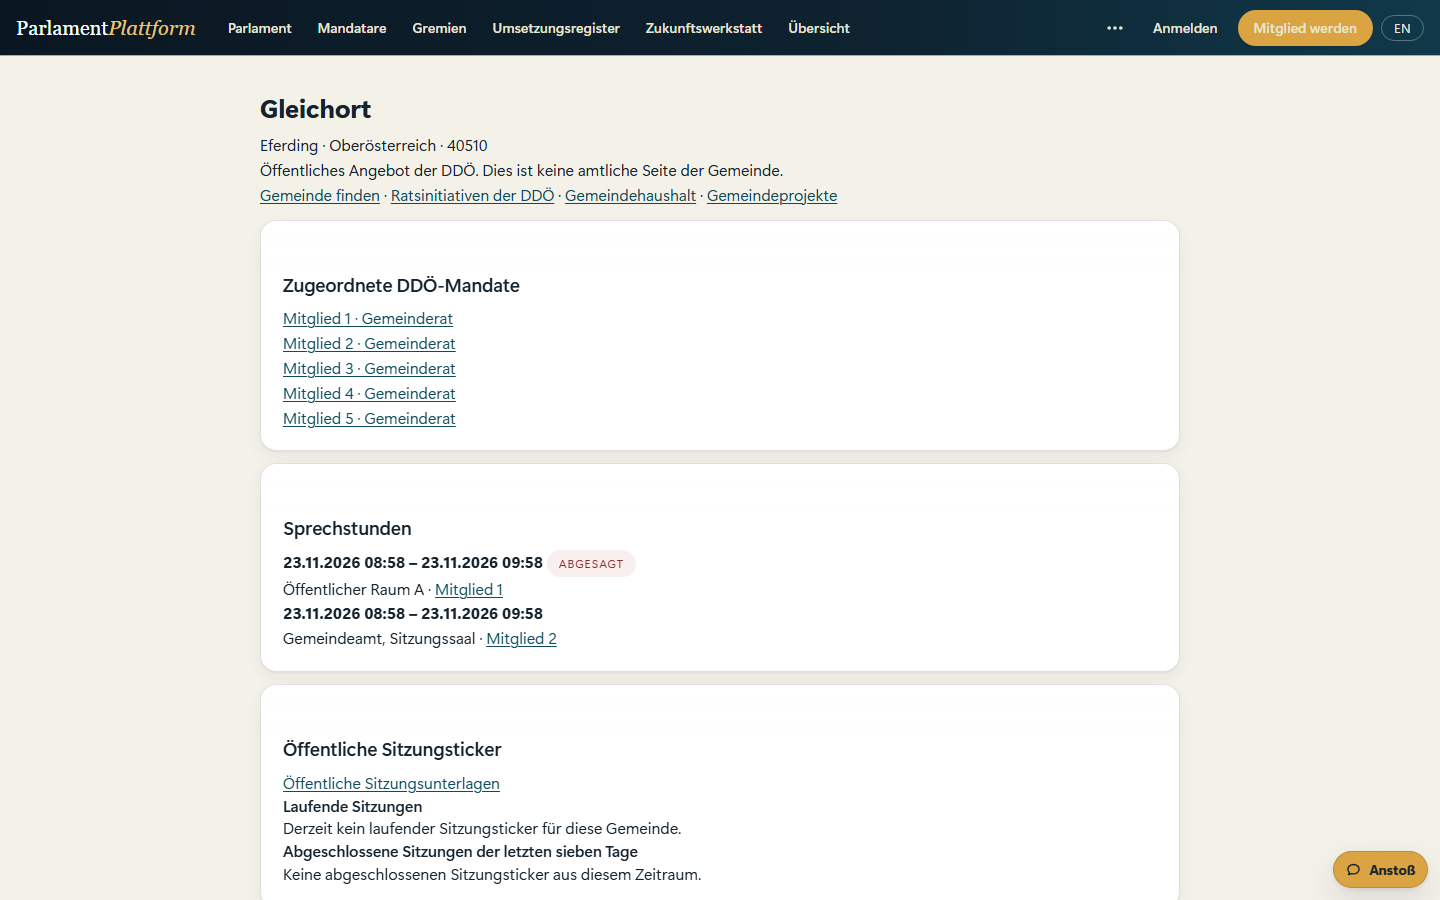 ParlamentPlattform Parlament Mandatare Gremien Umsetzungsregister Zukunftswerkstatt Übersicht ••• Anmelden Mitglied werden EN
Gleichort
Eferding · Oberösterreich · 40510
Öffentliches Angebot der DDÖ. Dies ist keine amtliche Seite der Gemeinde.
Gemeinde finden · Ratsinitiativen der DDÖ · Gemeindehaushalt · Gemeindeprojekte
Zugeordnete DDÖ-Mandate
Mitglied 1 · Gemeinderat
Mitglied 2 · Gemeinderat
Mitglied 3 · Gemeinderat
Mitglied 4 · Gemeinderat
Mitglied 5 · Gemeinderat
Sprechstunden
23.11.2026 08:58 – 23.11.2026 09:58 ABGESAGT
Öffentlicher Raum A · Mitglied 1
23.11.2026 08:58 – 23.11.2026 09:58
Gemeindeamt, Sitzungssaal · Mitglied 2
Öffentliche Sitzungsticker
Öffentliche Sitzungsunterlagen
Laufende Sitzungen
Derzeit kein laufender Sitzungsticker für diese Gemeinde.
Abgeschlossene Sitzungen der letzten sieben Tage
Keine abgeschlossenen Sitzungsticker aus diesem Zeitraum.
Anstoß